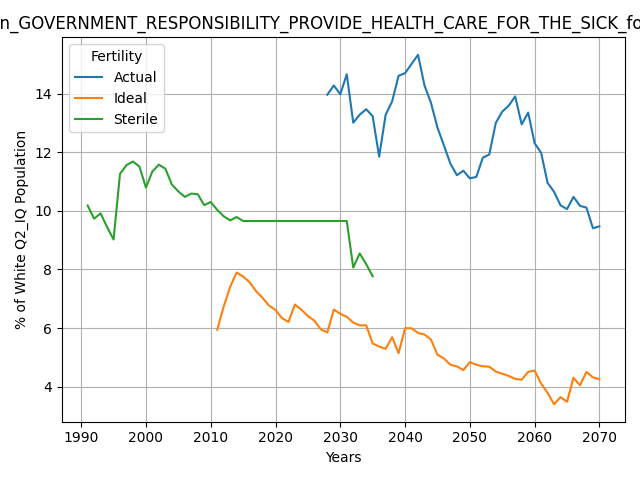 n_GOVERNMENT_RESPONSIBILITY_PROVIDE_HEALTH_CARE_FOR_THE_SICK_fo
Fertility
Actual
Ideal
Sterile
% of White Q2_IQ Population
14
12
10
8
6
4
1990 2000 2010 2020 2030 2040 2050 2060 2070
Years